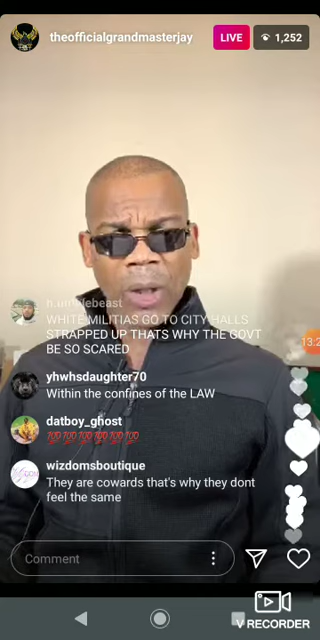 theofficialgrandmasterjay
LIVE
1,252
WHITE MILITIAS GO TO CITY HALLS
STRAPPED UP THATS WHY THE GOVT
BE SO SCARED
13:2
yhwhsdaughter70
Within the confines of the LAW
datboy_ghost
💯💯💯💯💯💯
wizdomsboutique
They are cowards that's why they dont
feel the same
Comment
V RECORDER